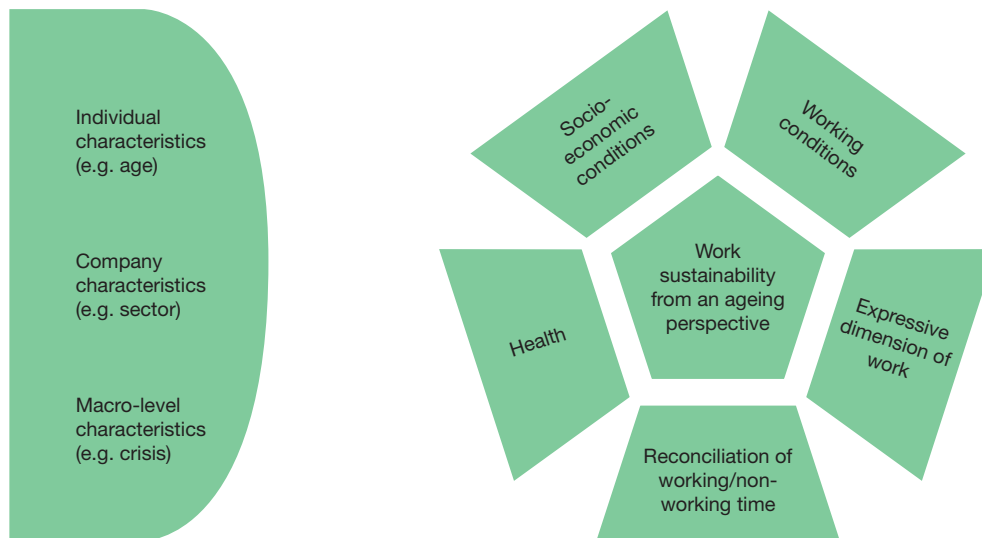 Individual
characteristics
(e.g. age)
Company
characteristics
(e.g. sector)
Macro-level
characteristics
(e.g. crisis)
Socio-
economic
conditions
Working
conditions
Work
sustainability
from an ageing
perspective
Health
Expressive
dimension of
work
Reconciliation of
working/non-
working time